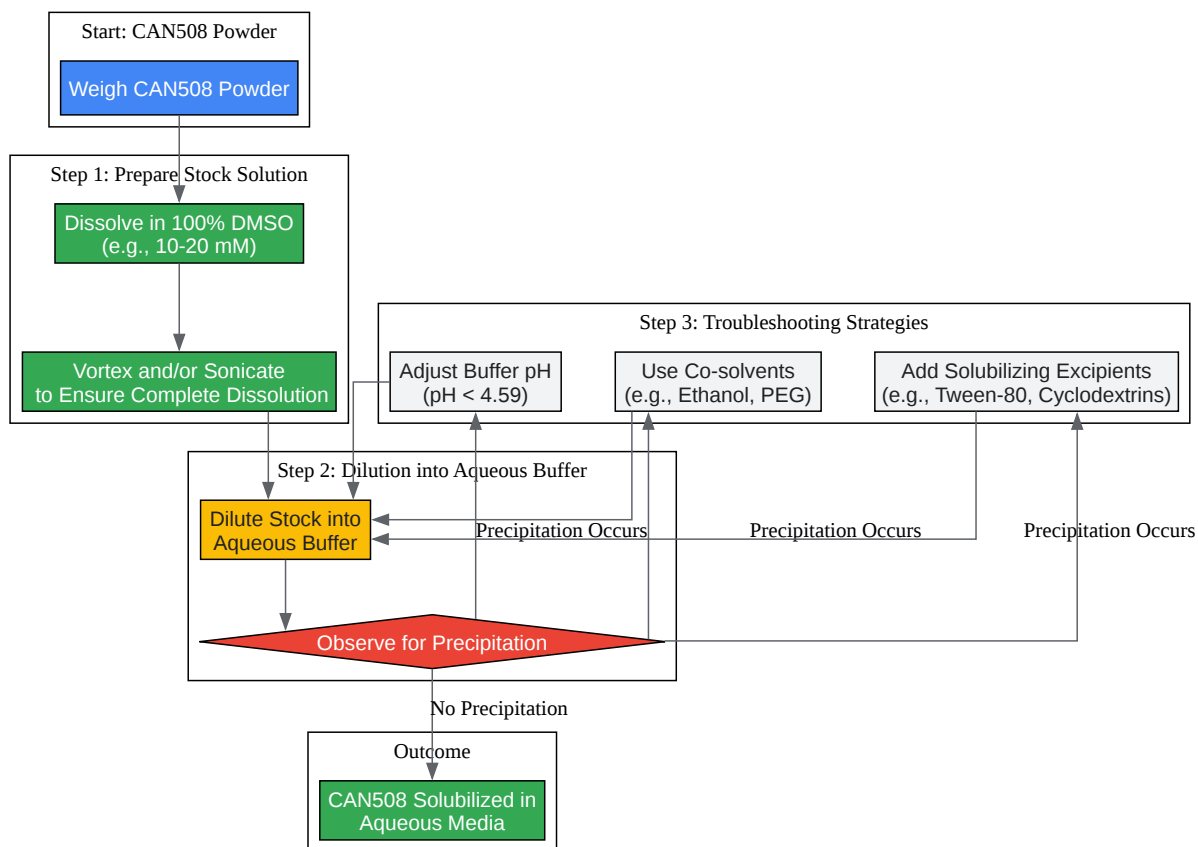 Start: CAN508 Powder
Weigh CAN508 Powder
Step 1: Prepare Stock Solution
Dissolve in 100% DMSO
(e.g., 10-20 mM)
Vortex and/or Sonicate
to Ensure Complete Dissolution
Step 3: Troubleshooting Strategies
Adjust Buffer pH
(pH < 4.59)
Use Co-solvents
(e.g., Ethanol, PEG)
Add Solubilizing Excipients
(e.g., Tween-80, Cyclodextrins)
Step 2: Dilution into Aqueous Buffer
Dilute Stock into
Aqueous Buffer
Precipitation Occurs
Precipitation Occurs
Precipitation Occurs
Observe for Precipitation
No Precipitation
Outcome
CAN508 Solubilized in
Aqueous Media